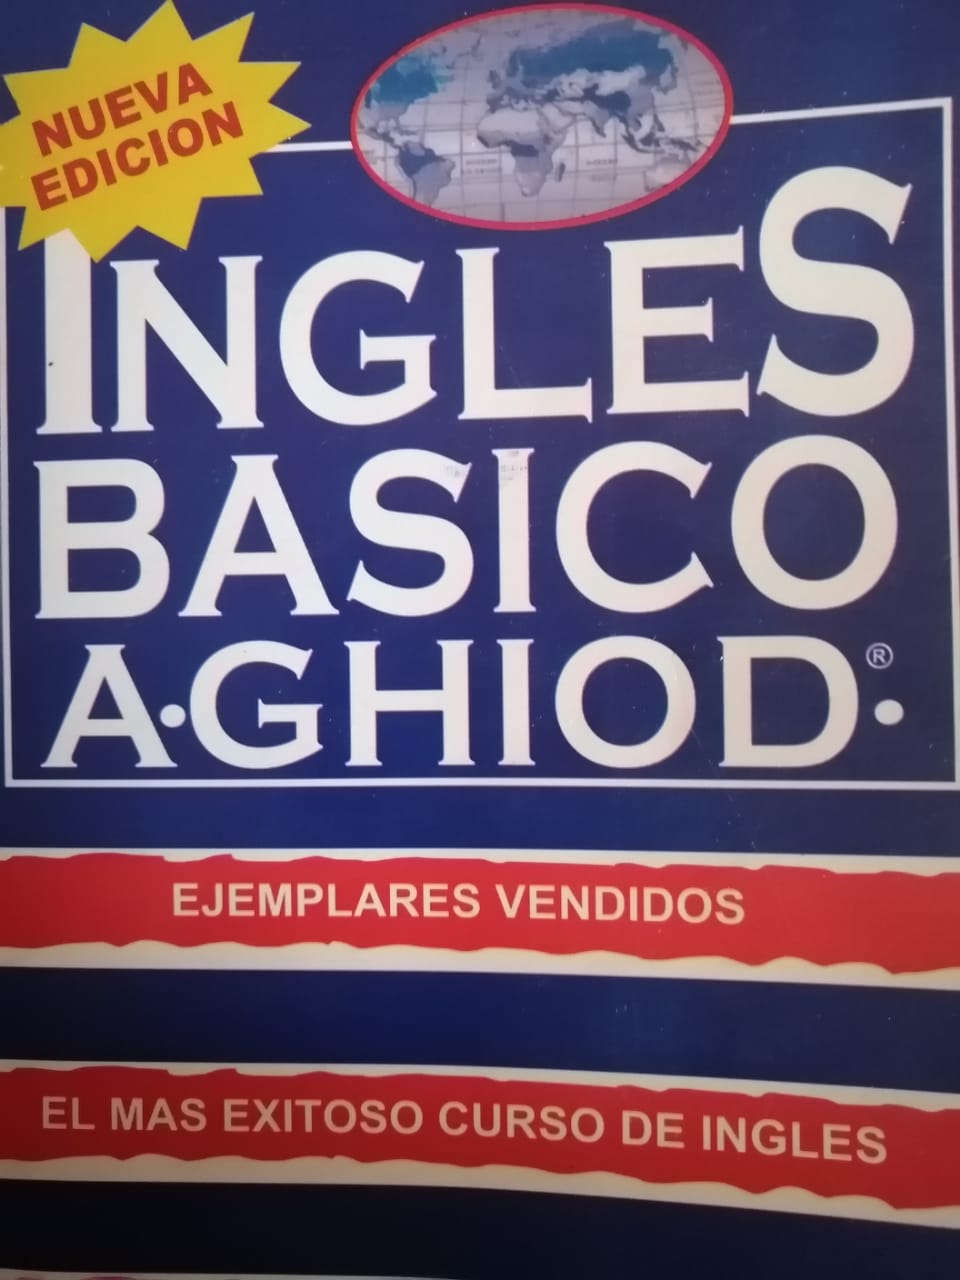 NUEVA
EDICION
INGLES
BASICO
A·GHIOD®·
EJEMPLARES VENDIDOS
EL MAS EXITOSO CURSO DE INGLES